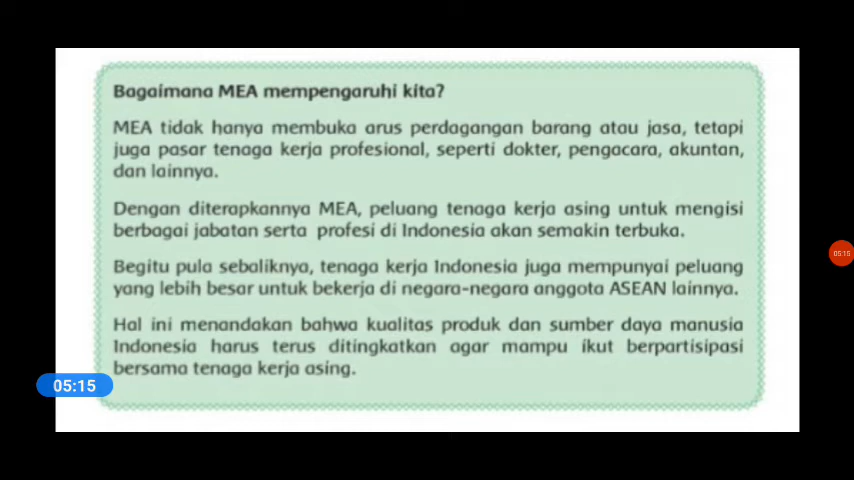 Bagaimana MEA mempengaruhi kita?
MEA tidak hanya membuka arus perdagangan barang atau jasa, tetapi
juga pasar tenaga kerja profesional, seperti dokter, pengacara, akuntan,
dan lainnya.
Dengan diterapkannya MEA, peluang tenaga kerja asing untuk mengisi
berbagai jabatan serta profesi di Indonesia akan semakin terbuka.
Begitu pula sebaliknya, tenaga kerja Indonesia juga mempunyai peluang
yang lebih besar untuk bekerja di negara-negara anggota ASEAN lainnya.
Hal ini menandakan bahwa kualitas produk dan sumber daya manusia
Indonesia harus terus ditingkatkan agar mampu ikut berpartisipasi
bersama tenaga kerja asing.
05:15
05:15